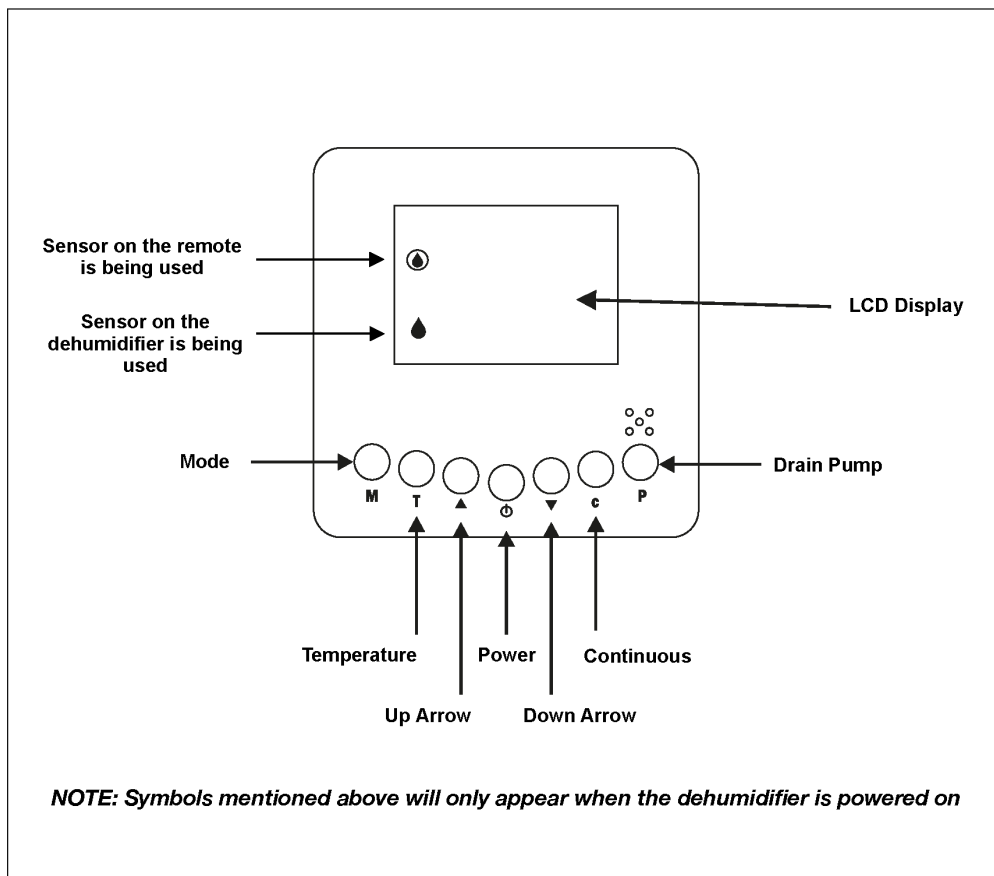 Sensor on the remote
is being used
Sensor on the
dehumidifier is being
used
LCD Display
Mode
Drain Pump
M
T
▲
▼
c
P
Temperature
Power
Continuous
Up Arrow
Down Arrow
NOTE: Symbols mentioned above will only appear when the dehumidifier is powered on